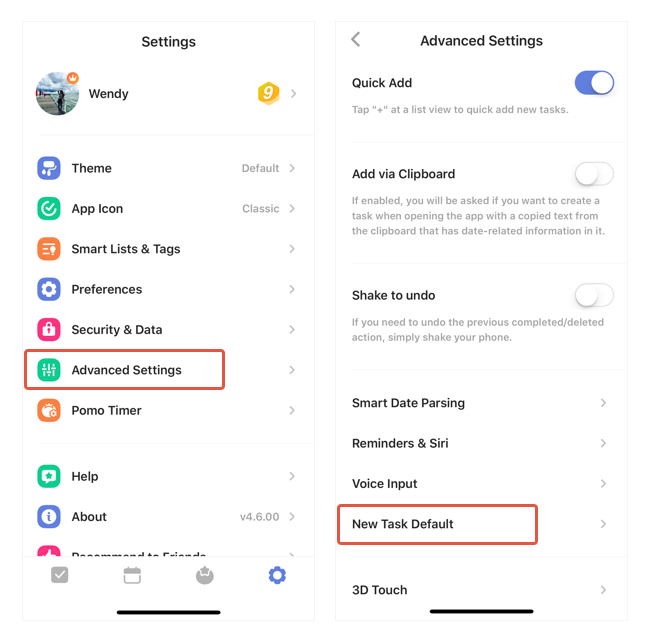 Settings
Wendy
9
Theme
Default
App Icon
Classic
Smart Lists & Tags
Preferences
Security & Data
Advanced Settings
Pomo Timer
Help
About
v4.6.00
Recommend to Friends
Advanced Settings
Quick Add
Tap "+" at a list view to quick add new tasks.
Add via Clipboard
If enabled, you will be asked if you want to create a
task when opening the app with a copied text from
the clipboard that has date-related information in it.
Shake to undo
If you need to undo the previous completed/deleted
action, simply shake your phone.
Smart Date Parsing
Reminders & Siri
Voice Input
New Task Default
3D Touch